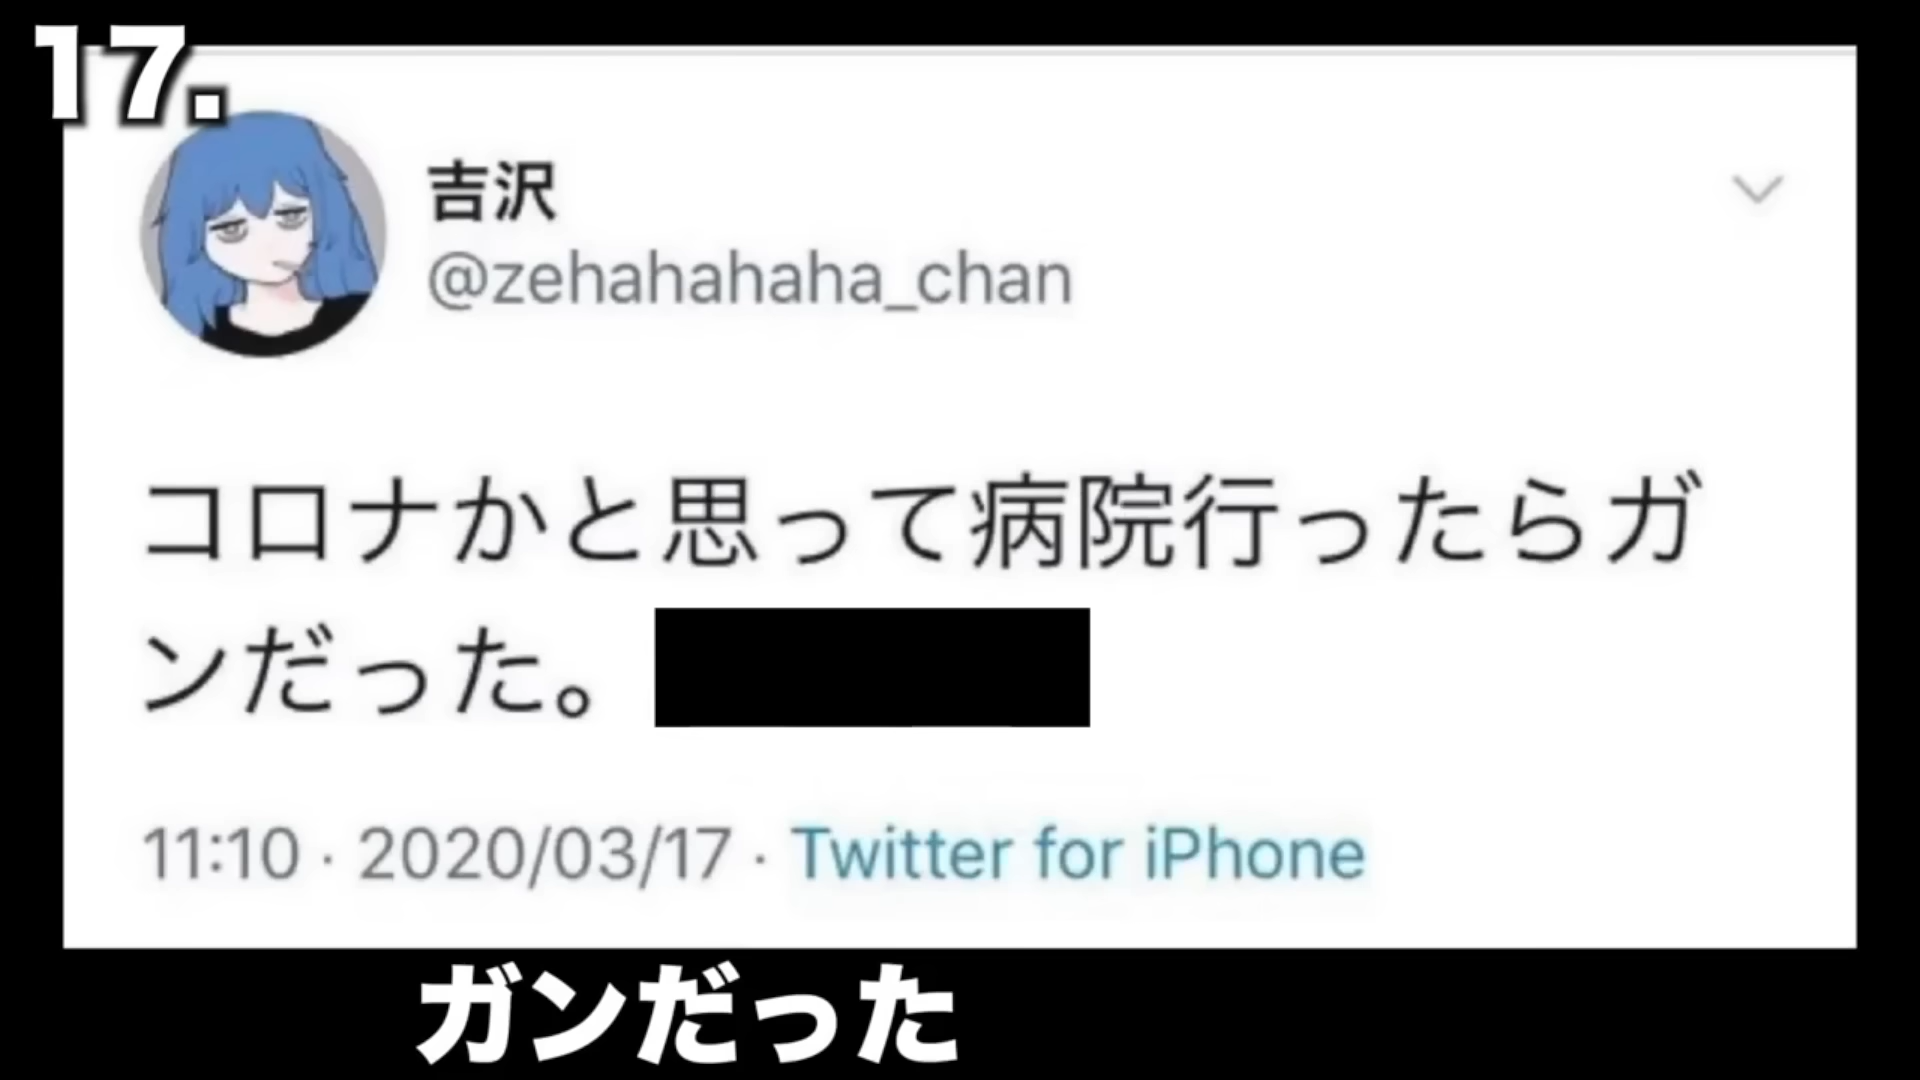 17.
吉沢
@zehahahaha_chan
コロナかと思って病院行ったらガ
ンだった。
11:10 · 2020/03/17 · Twitter for iPhone
ガンだった